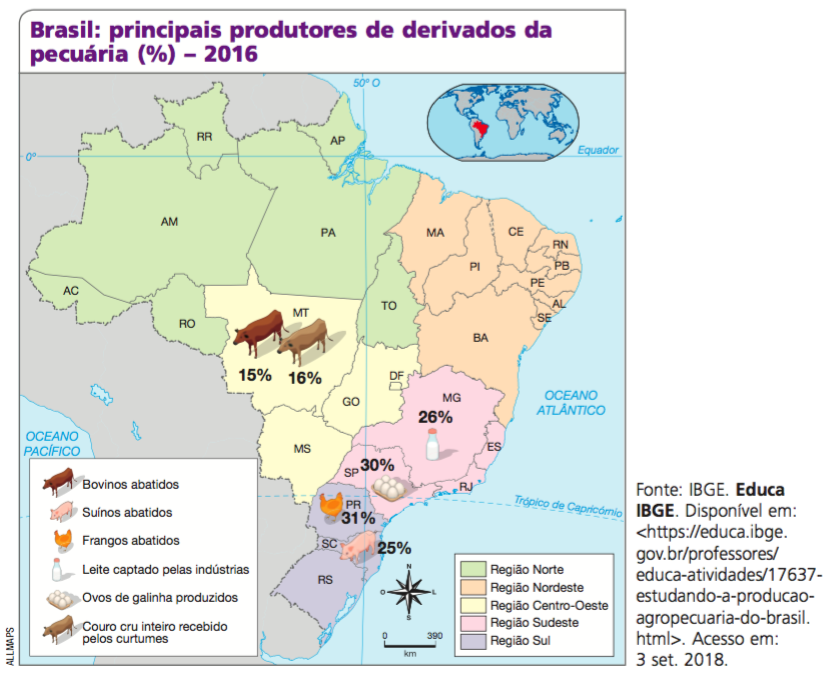 Brasil: principais produtores de derivados da
pecuária (%) – 2016
50° O
Equador
0°
RR
AP
AM
PA
MA
CE
RN
PB
PI
PE
AL
SE
AC
RO
TO
BA
MT
15%
16%
DF
GO
MG
26%
OCEANO
ATLÂNTICO
OCEANO
PACÍFICO
MS
ES
SP
30%
RJ
Trópico de Capricórnio
PR
31%
SC
25%
RS
Bovinos abatidos
Suínos abatidos
Frangos abatidos
Leite captado pelas indústrias
Ovos de galinha produzidos
Couro cru inteiro recebido
pelos curtumes
N
O
L
S
0
390
km
Região Norte
Região Nordeste
Região Centro-Oeste
Região Sudeste
Região Sul
ALLMAPS
Fonte: IBGE. Educa
IBGE. Disponível em:
<https://educa.ibge.
gov.br/professores/
educa-atividades/17637-
estudando-a-producao-
agropecuaria-do-brasil.
html>. Acesso em:
3 set. 2018.